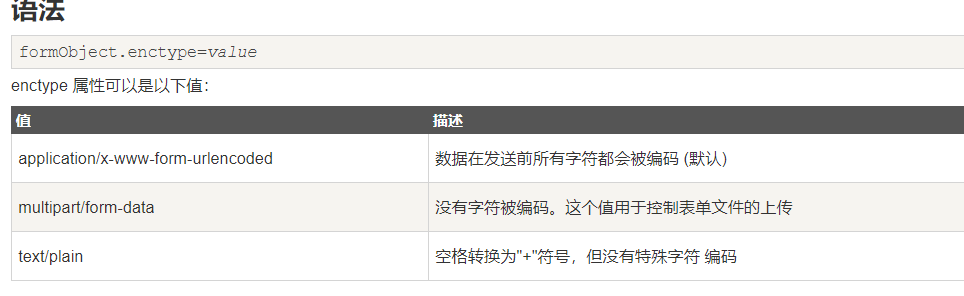 语法
formObject.enctype=value
enctype 属性可以是以下值：
值 描述
application/x-www-form-urlencoded 数据在发送前所有字符都会被编码 (默认)
multipart/form-data 没有字符被编码。这个值用于控制表单文件的上传
text/plain 空格转换为"+"符号，但没有特殊字符 编码